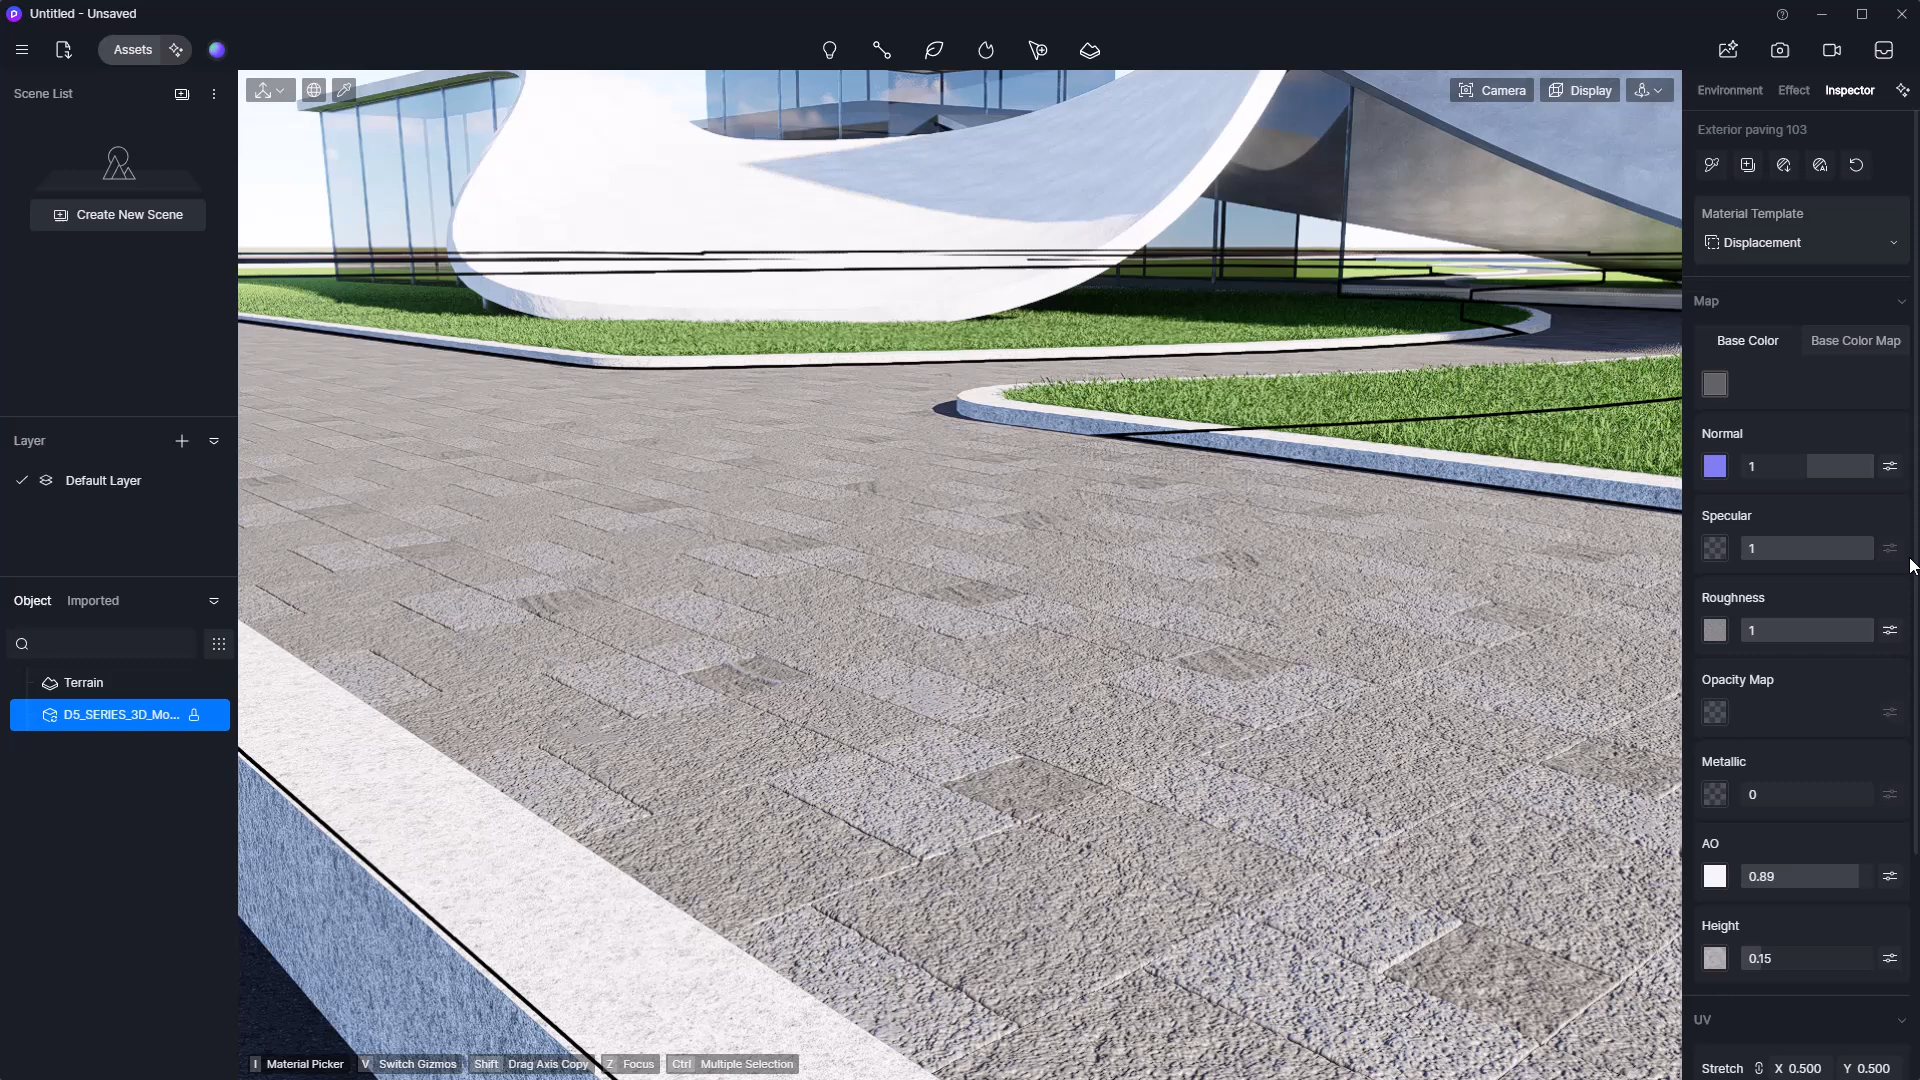 Untitled - Unsaved
Assets
Scene List
Create New Scene
Layer
Default Layer
Object Imported
Terrain
D5_SERIES_3D_Mo...
Camera Display
I Material Picker V Switch Gizmos Shift Drag Axis Copy Z Focus Ctrl Multiple Selection
Environment Effect Inspector
Exterior paving 103
AI
Material Template
Displacement
Map
Base Color Base Color Map
Normal
1
Specular
1
Roughness
1
Opacity Map
Metallic
0
AO
0.89
Height
0.15
UV
Stretch X 0.500 Y 0.500